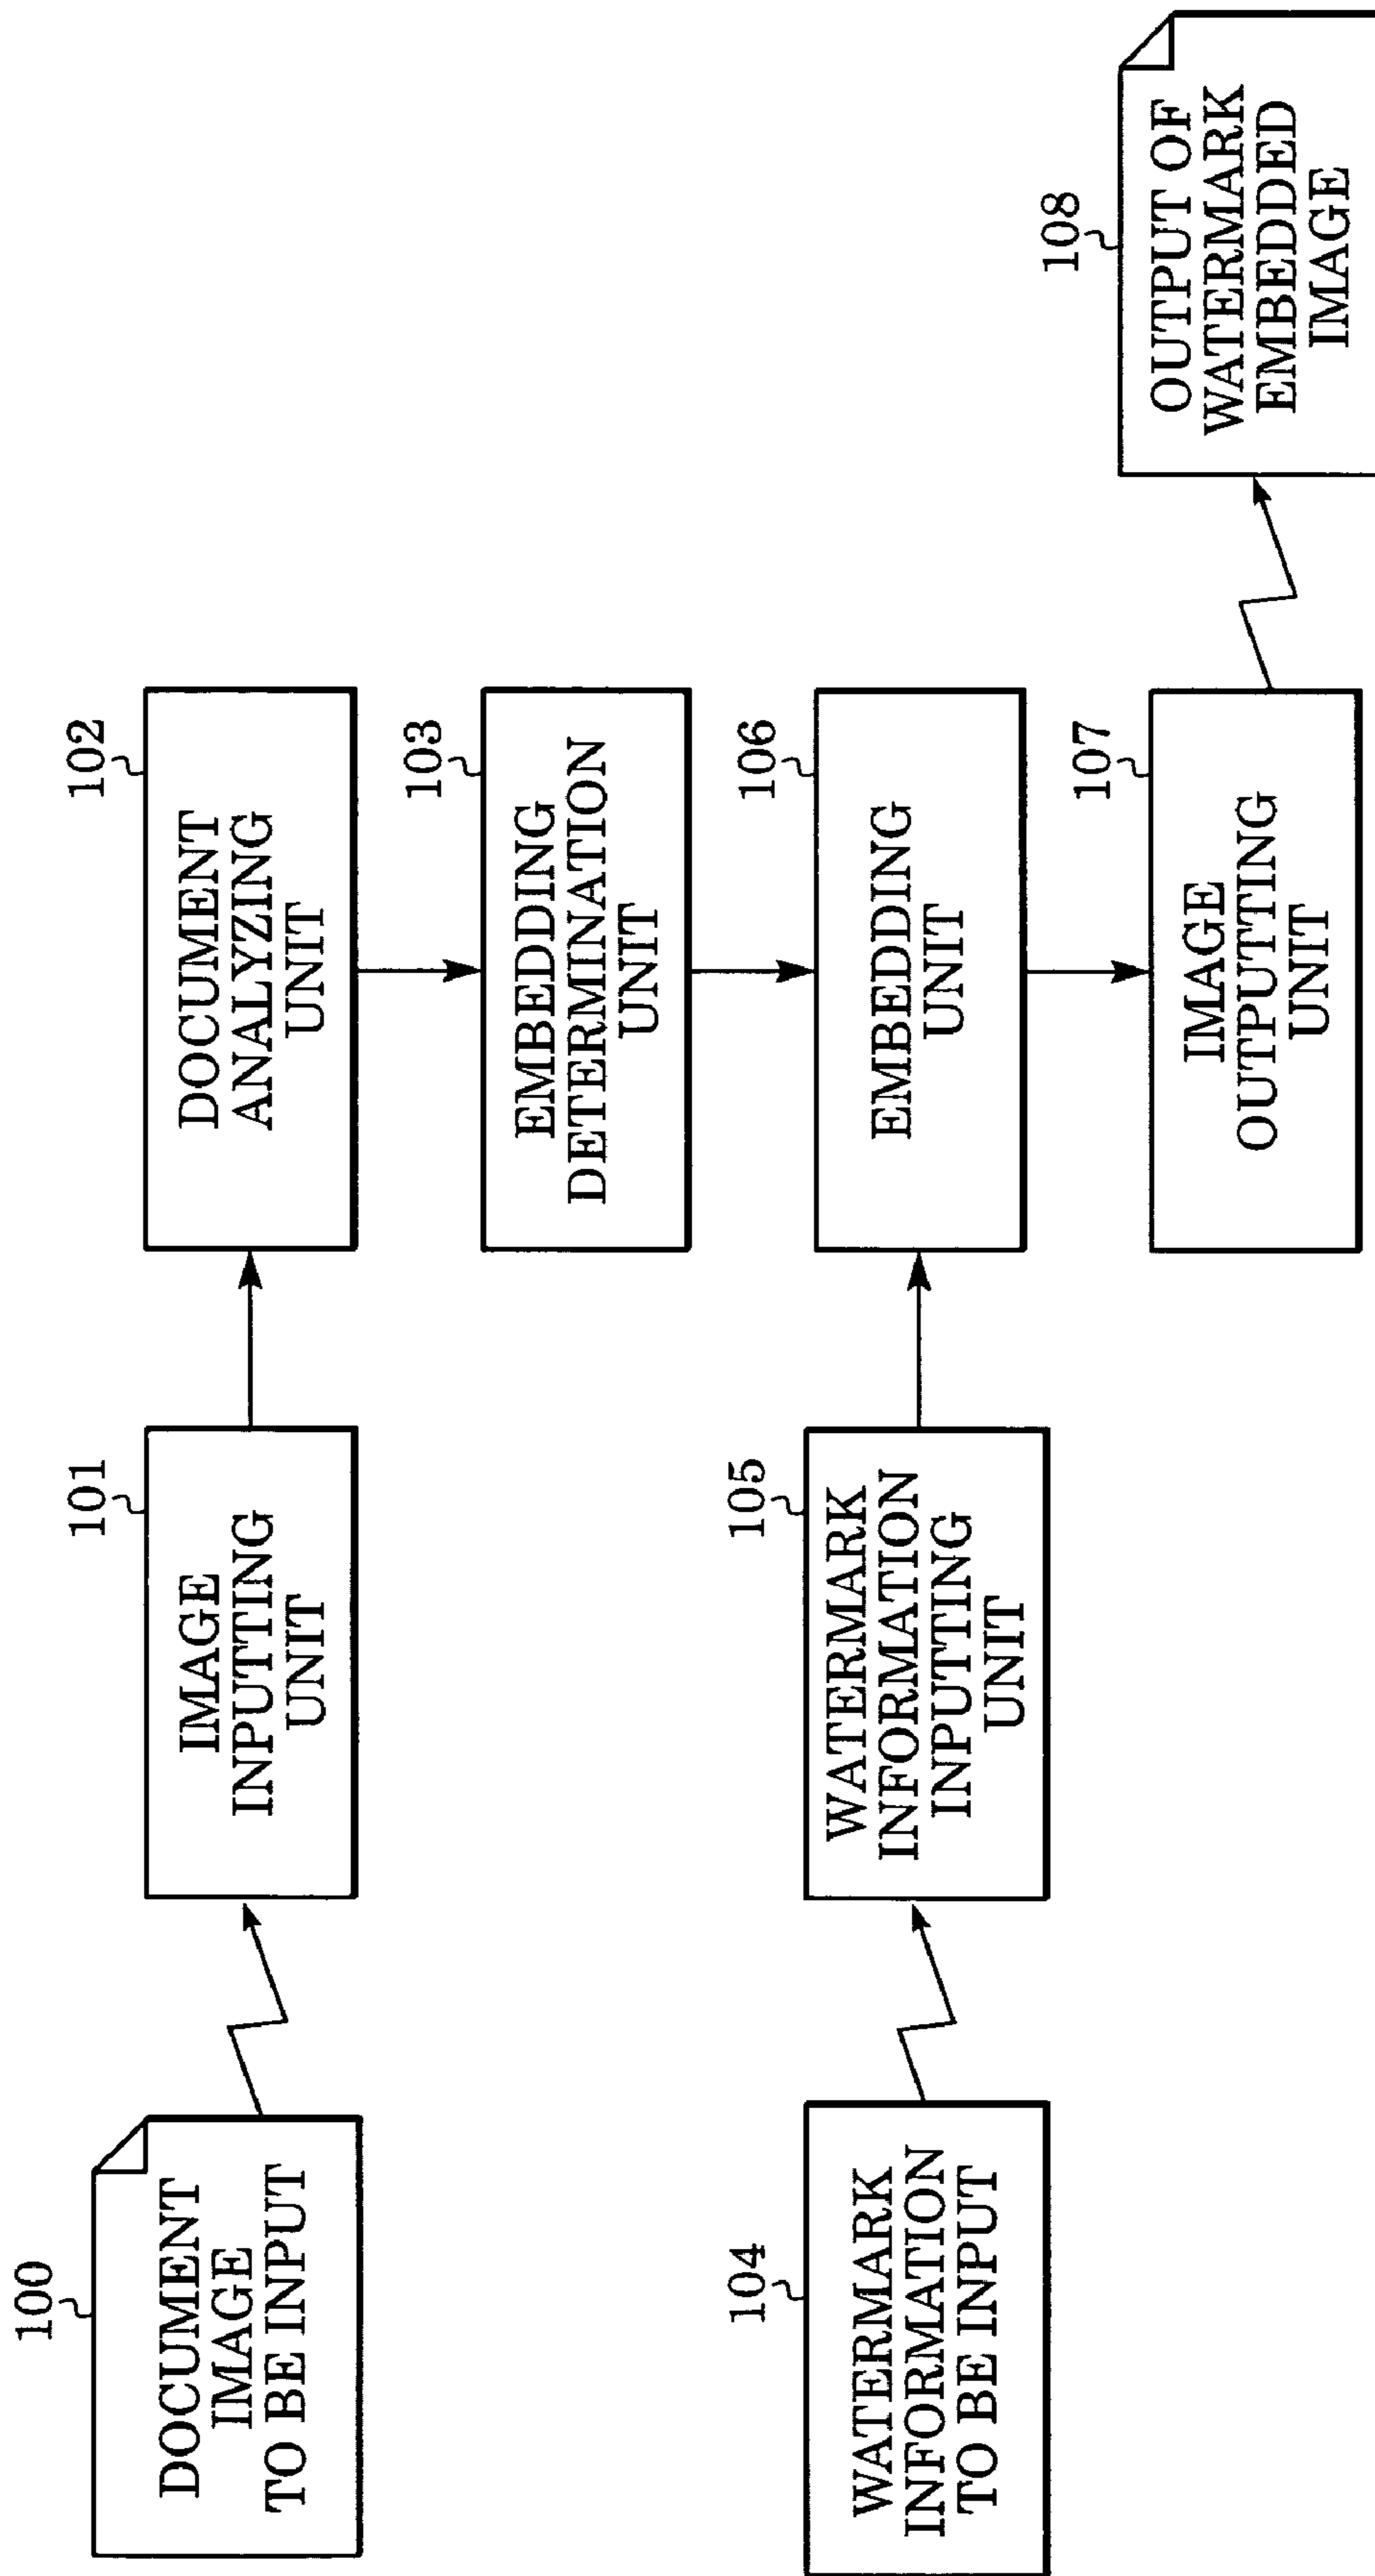 100
DOCUMENT
IMAGE
TO BE INPUT
101
IMAGE
INPUTTING
UNIT
102
DOCUMENT
ANALYZING
UNIT
103
EMBEDDING
DETERMINATION
UNIT
104
WATERMARK
INFORMATION
TO BE INPUT
105
WATERMARK
INFORMATION
INPUTTING
UNIT
106
EMBEDDING
UNIT
107
IMAGE
OUTPUTTING
UNIT
108
OUTPUT OF
WATERMARK
EMBEDDED
IMAGE